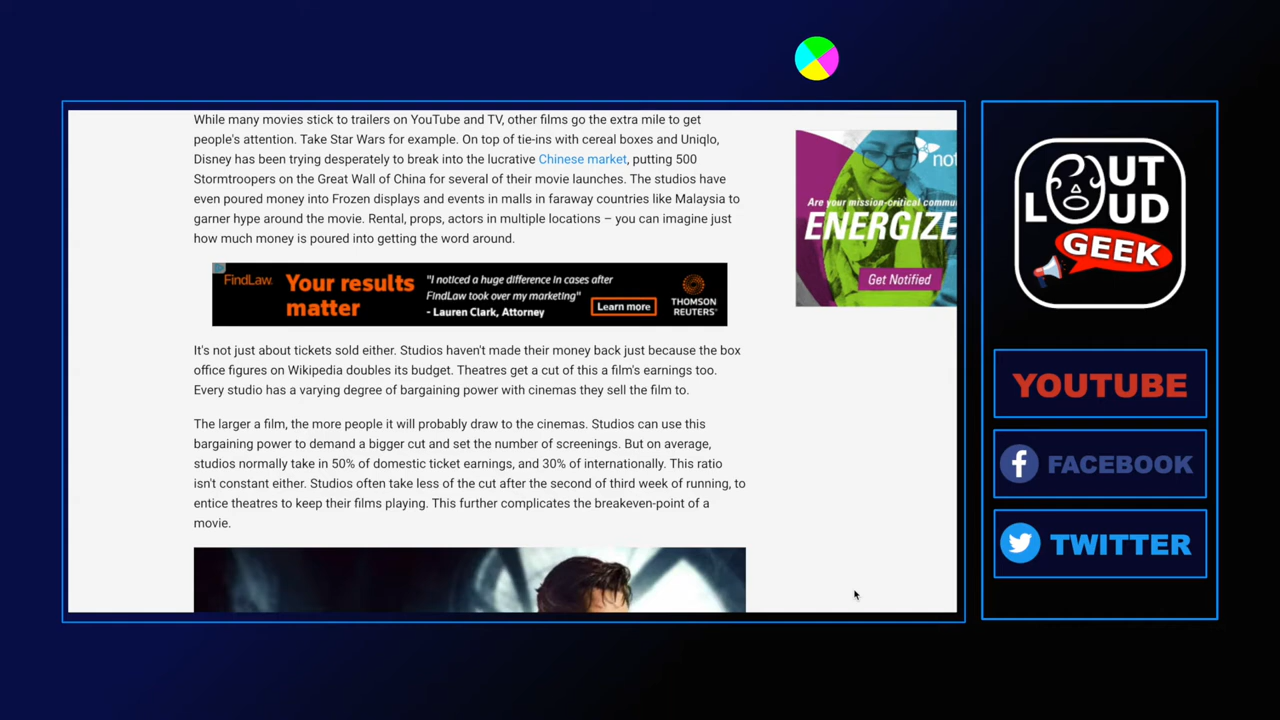 While many movies stick to trailers on YouTube and TV, other films go the extra mile to get
people's attention. Take Star Wars for example. On top of tie-ins with cereal boxes and Uniqlo,
Disney has been trying desperately to break into the lucrative Chinese market, putting 500
Stormtroopers on the Great Wall of China for several of their movie launches. The studios have
even poured money into Frozen displays and events in malls in faraway countries like Malaysia to
garner hype around the movie. Rental, props, actors in multiple locations – you can imagine just
how much money is poured into getting the word around.
FindLaw.
Your results
matter
"I noticed a huge difference in cases after
FindLaw took over my marketing"
- Lauren Clark, Attorney
Learn more
THOMSON
REUTERS®
It's not just about tickets sold either. Studios haven't made their money back just because the box
office figures on Wikipedia doubles its budget. Theatres get a cut of this a film's earnings too.
Every studio has a varying degree of bargaining power with cinemas they sell the film to.
The larger a film, the more people it will probably draw to the cinemas. Studios can use this
bargaining power to demand a bigger cut and set the number of screenings. But on average,
studios normally take in 50% of domestic ticket earnings, and 30% of internationally. This ratio
isn't constant either. Studios often take less of the cut after the second of third week of running, to
entice theatres to keep their films playing. This further complicates the breakeven-point of a
movie.
not
Are your mission-critical commu
ENERGIZE
Get Notified
OUT
LOUD
GEEK
YOUTUBE
FACEBOOK
TWITTER